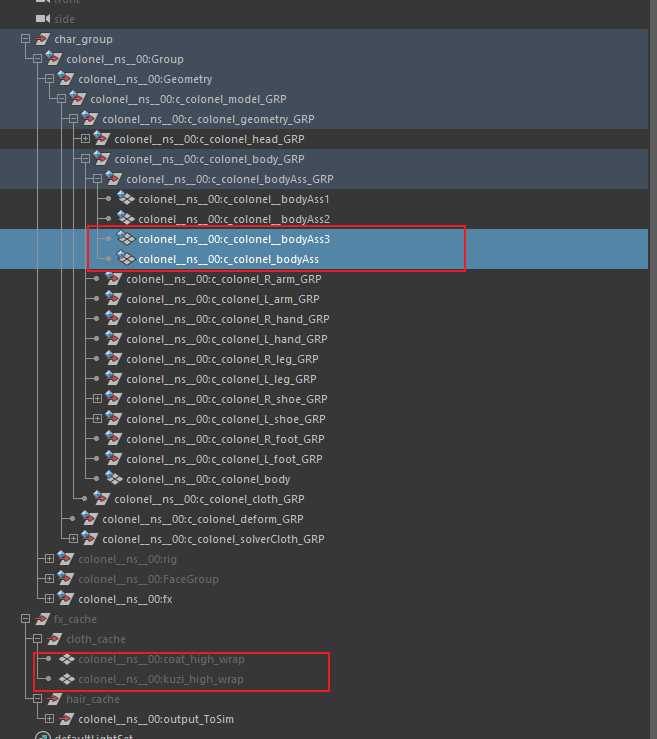 front
side
char_group
colonel__ns__00:Group
colonel__ns__00:Geometry
colonel__ns__00:c_colonel_model_GRP
colonel__ns__00:c_colonel_geometry_GRP
colonel__ns__00:c_colonel_head_GRP
colonel__ns__00:c_colonel_body_GRP
colonel__ns__00:c_colonel_bodyAss_GRP
colonel__ns__00:c_colonel__bodyAss1
colonel__ns__00:c_colonel__bodyAss2
colonel__ns__00:c_colonel__bodyAss3
colonel__ns__00:c_colonel_bodyAss
colonel__ns__00:c_colonel_R_arm_GRP
colonel__ns__00:c_colonel_L_arm_GRP
colonel__ns__00:c_colonel_R_hand_GRP
colonel__ns__00:c_colonel_L_hand_GRP
colonel__ns__00:c_colonel_R_leg_GRP
colonel__ns__00:c_colonel_L_leg_GRP
colonel__ns__00:c_colonel_R_shoe_GRP
colonel__ns__00:c_colonel_L_shoe_GRP
colonel__ns__00:c_colonel_R_foot_GRP
colonel__ns__00:c_colonel_L_foot_GRP
colonel__ns__00:c_colonel_body
colonel__ns__00:c_colonel_cloth_GRP
colonel__ns__00:c_colonel_deform_GRP
colonel__ns__00:c_colonel_solverCloth_GRP
colonel__ns__00:rig
colonel__ns__00:FaceGroup
colonel__ns__00:fx
fx_cache
cloth_cache
colonel__ns__00:coat_high_wrap
colonel__ns__00:kuzi_high_wrap
hair_cache
colonel__ns__00:output_ToSim
defaultLightSet